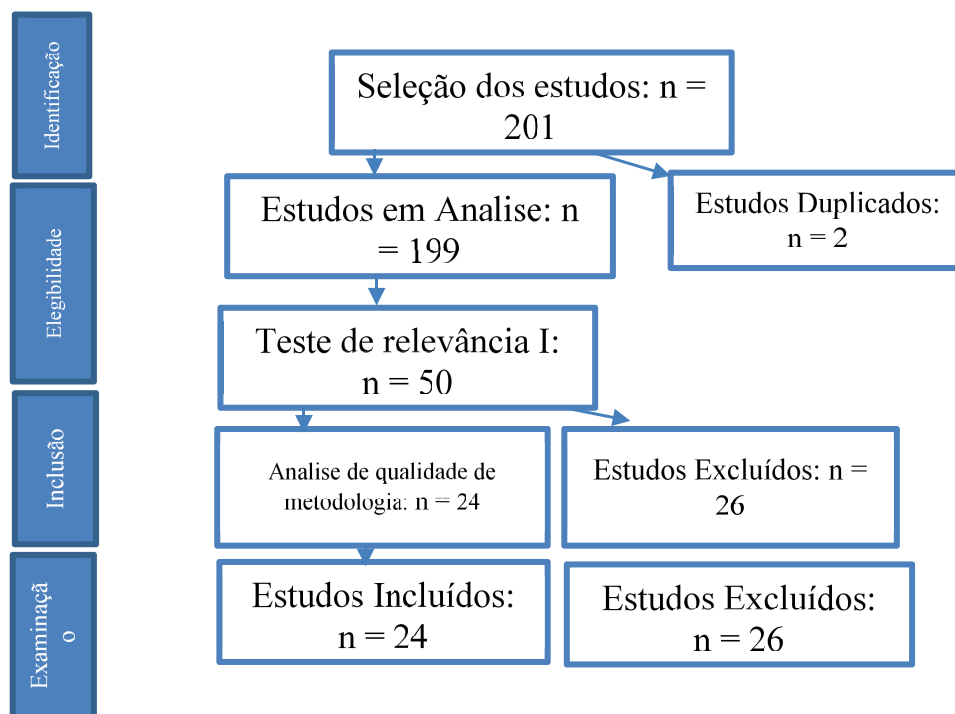 Identificação
Seleção dos estudos: n =
201
Elegibilidade
Estudos em Analise: n
= 199
Estudos Duplicados:
n = 2
Teste de relevância I:
n = 50
Inclusão
Analise de qualidade de
metodologia: n = 24
Estudos Excluídos: n =
26
Examinaçã
o
Estudos Incluídos:
n = 24
Estudos Excluídos:
n = 26